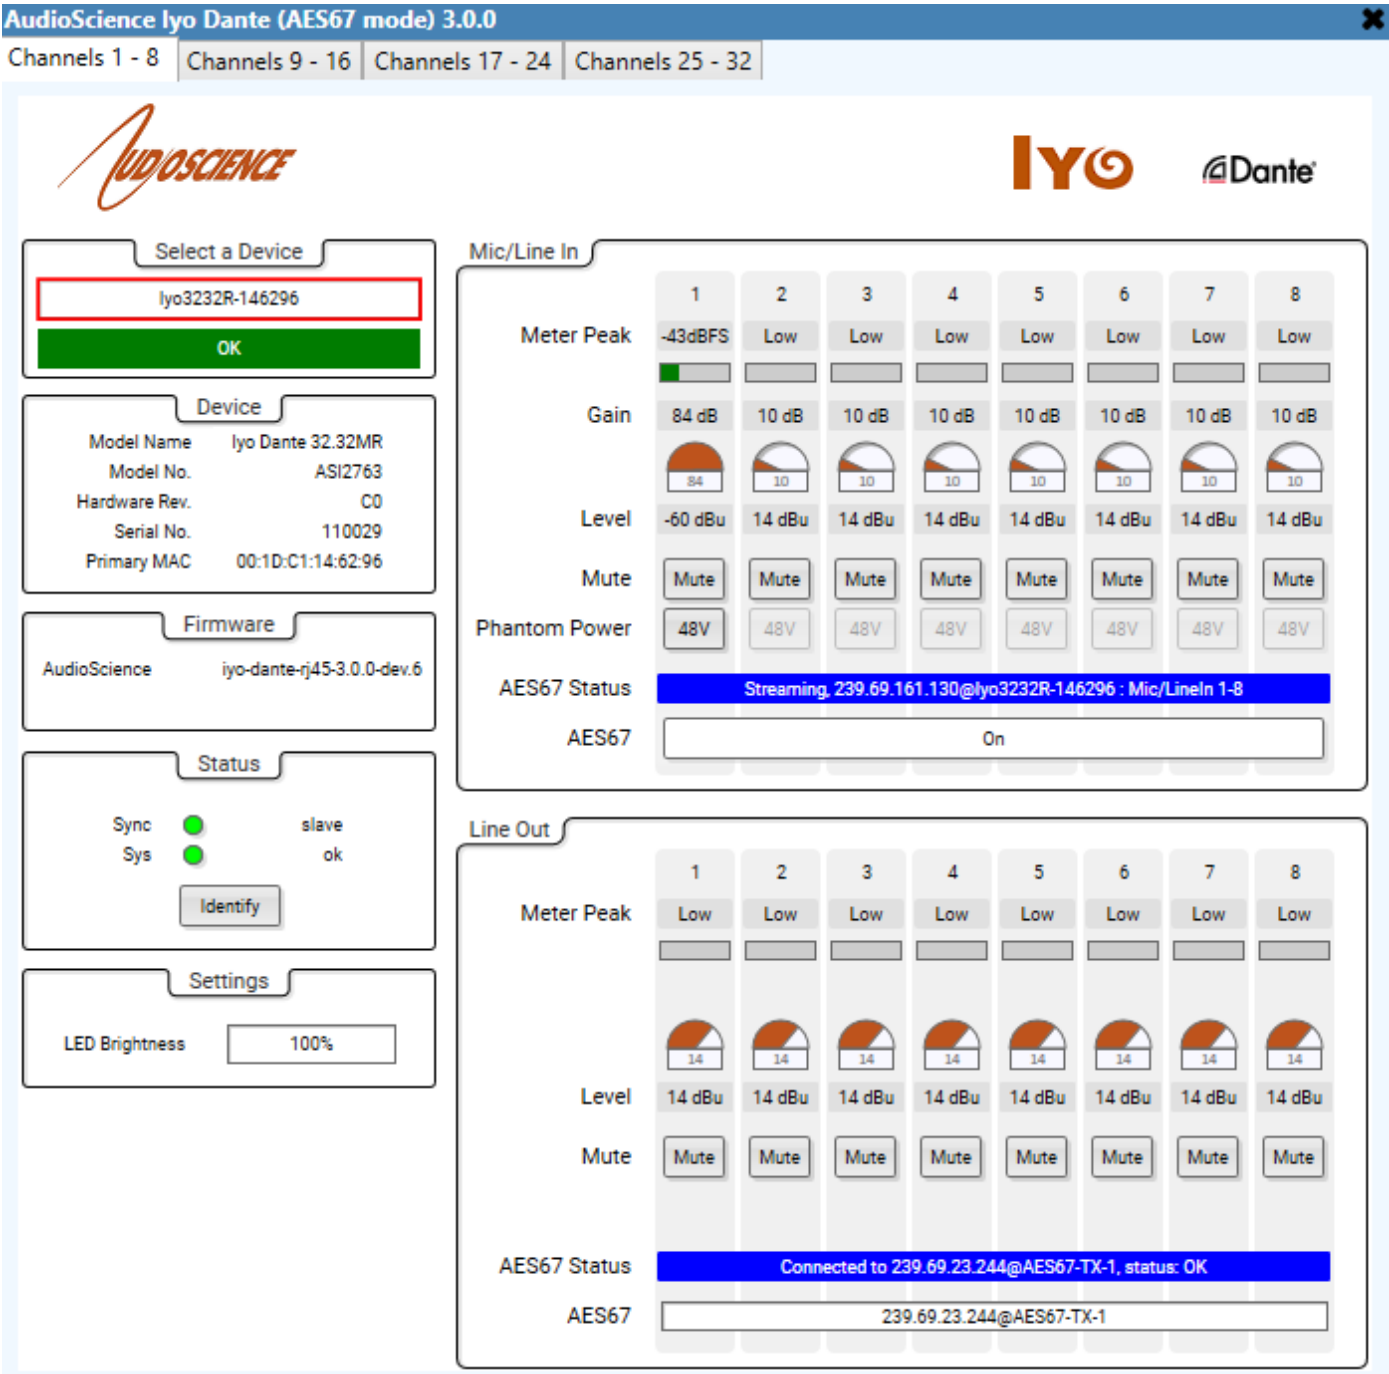 AudioScience Iyo Dante (AES67 mode) 3.0.0
Channels 1 - 8 Channels 9 - 16 Channels 17 - 24 Channels 25 - 32
AUDIOSCIENCE IYO Dante
Select a Device
Iyo3232R-146296
OK
Device
Model Name Iyo Dante 32.32MR
Model No. ASI2763
Hardware Rev. C0
Serial No. 110029
Primary MAC 00:1D:C1:14:62:96
Firmware
AudioScience iyo-dante-rj45-3.0.0-dev.6
Status
Sync slave
Sys ok
Identify
Settings
LED Brightness 100%
Mic/Line In
1 2 3 4 5 6 7 8
Meter Peak -43dBFS Low Low Low Low Low Low Low
Gain 84 dB 10 dB 10 dB 10 dB 10 dB 10 dB 10 dB 10 dB
84 10 10 10 10 10 10 10
Level -60 dBu 14 dBu 14 dBu 14 dBu 14 dBu 14 dBu 14 dBu 14 dBu
Mute Mute Mute Mute Mute Mute Mute Mute Mute
Phantom Power 48V 48V 48V 48V 48V 48V 48V 48V
AES67 Status Streaming, 239.69.161.130@Iyo3232R-146296 : Mic/LineIn 1-8
AES67 On
Line Out
1 2 3 4 5 6 7 8
Meter Peak Low Low Low Low Low Low Low Low
14 14 14 14 14 14 14 14
Level 14 dBu 14 dBu 14 dBu 14 dBu 14 dBu 14 dBu 14 dBu 14 dBu
Mute Mute Mute Mute Mute Mute Mute Mute Mute
AES67 Status Connected to 239.69.23.244@AES67-TX-1, status: OK
AES67 239.69.23.244@AES67-TX-1